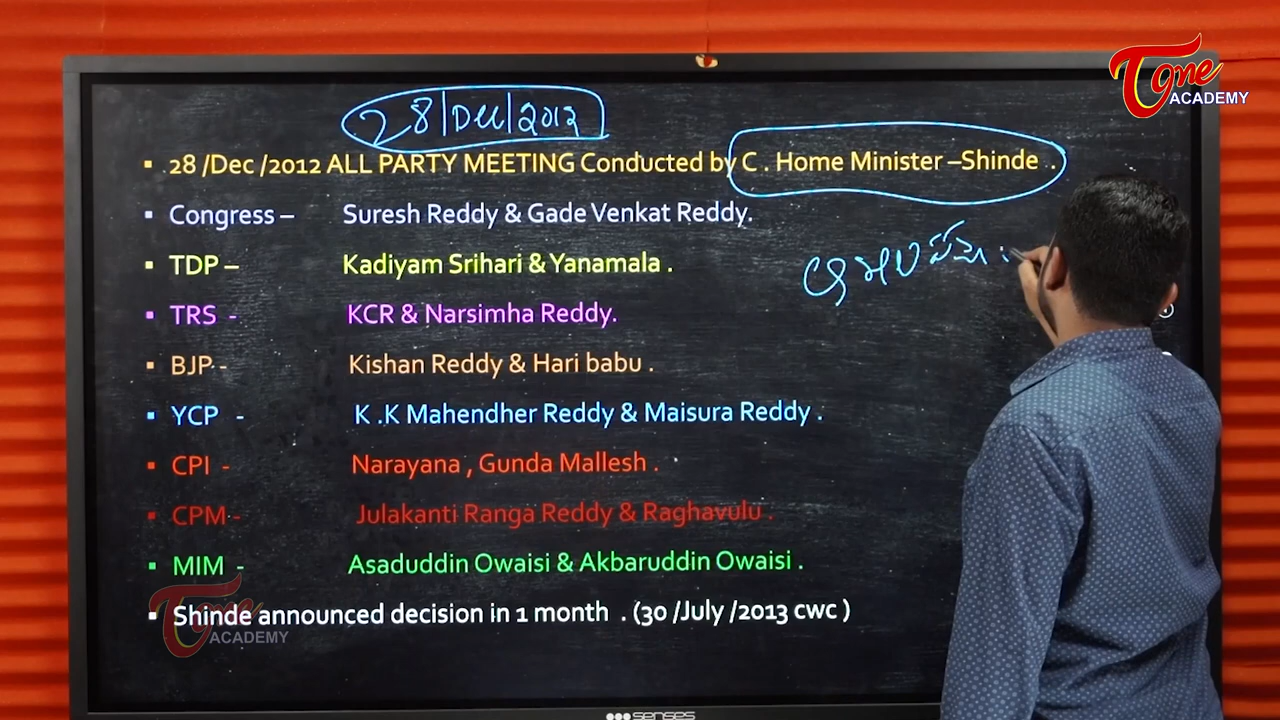 Tone
ACADEMY
28/Dec/2012
28 /Dec /2012 ALL PARTY MEETING Conducted by C . Home Minister –Shinde .
Congress – Suresh Reddy & Gade Venkat Reddy.
TDP – Kadiyam Srihari & Yanamala .
TRS - KCR & Narsimha Reddy.
BJP - Kishan Reddy & Hari babu .
YCP - K .K Mahendher Reddy & Maisura Reddy .
CPI - Narayana , Gunda Mallesh .
CPM - Julakanti Ranga Reddy & Raghavulu .
MIM - Asaduddin Owaisi & Akbaruddin Owaisi .
Shinde announced decision in 1 month . (30 /July /2013 cwc )
Tone
ACADEMY
senses